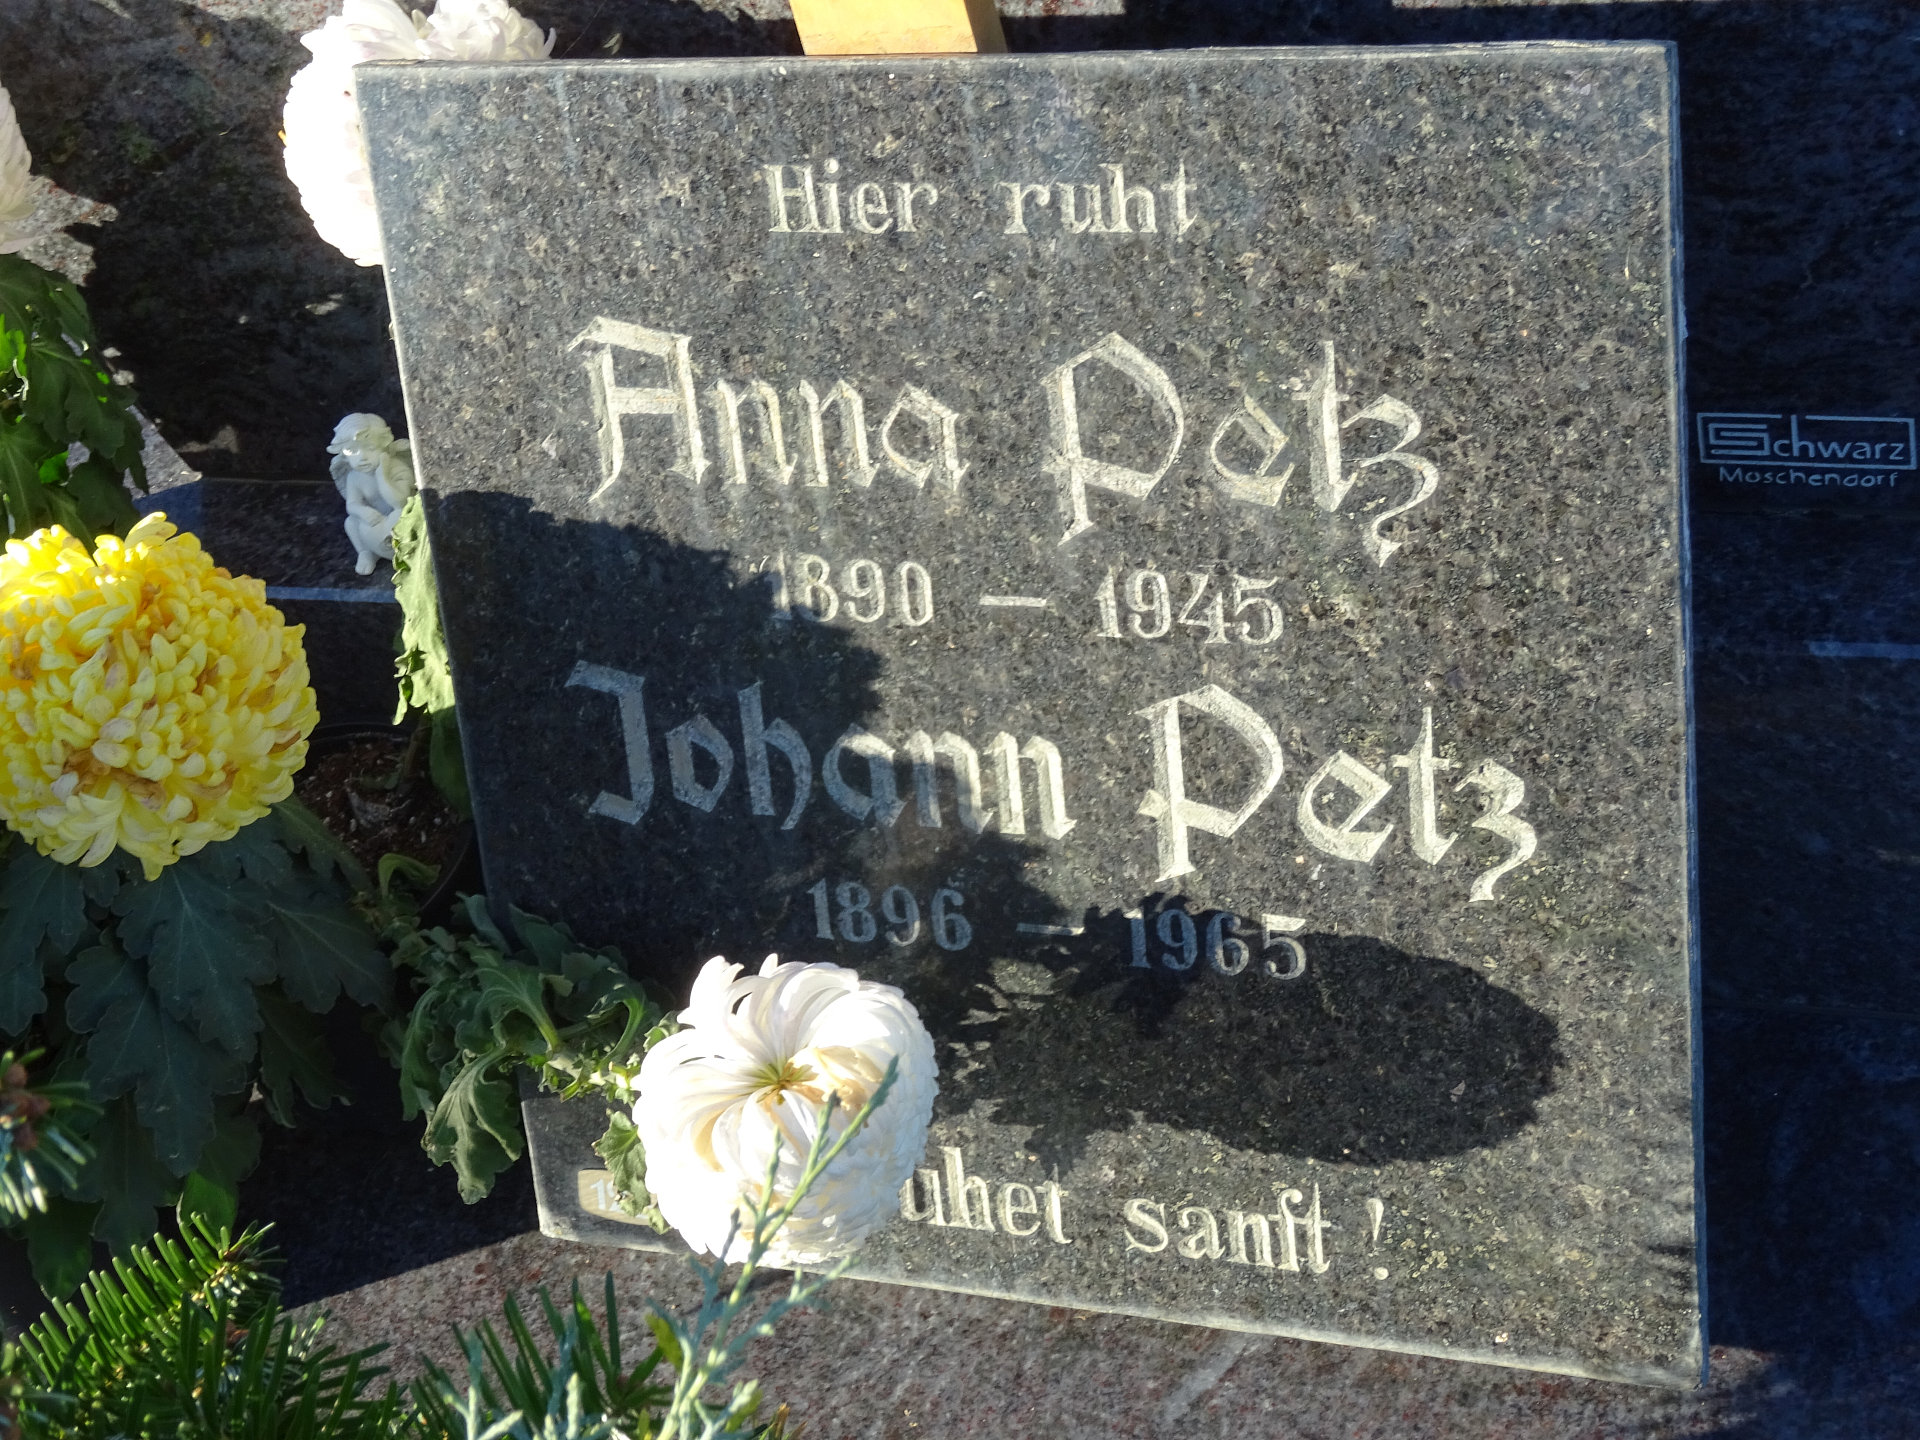 Hier ruht
Anna Petz
1890 – 1945
Johann Petz
1896 – 1965
sanft !
Schwarz
Moschendorf